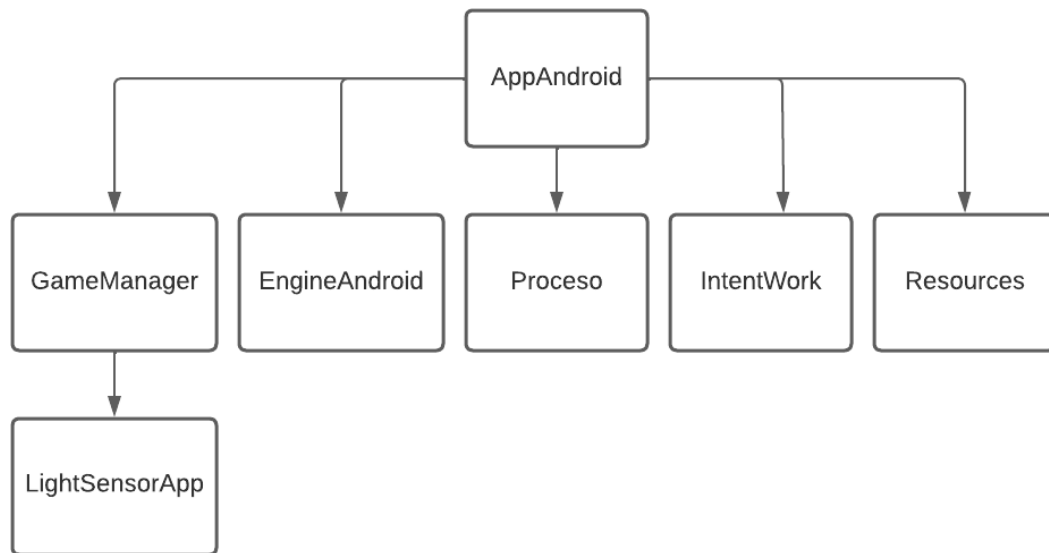 AppAndroid
GameManager
EngineAndroid
Proceso
IntentWork
Resources
LightSensorApp